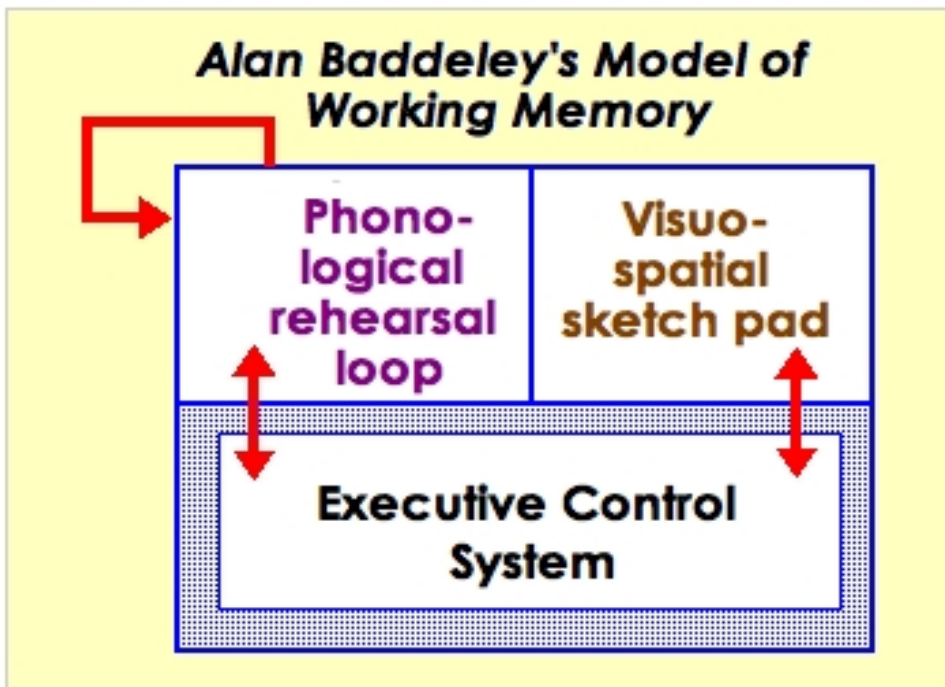 Alan Baddeley's Model of
Working Memory
Phono-
logical
rehearsal
loop
Visuo-
spatial
sketch pad
Executive Control
System